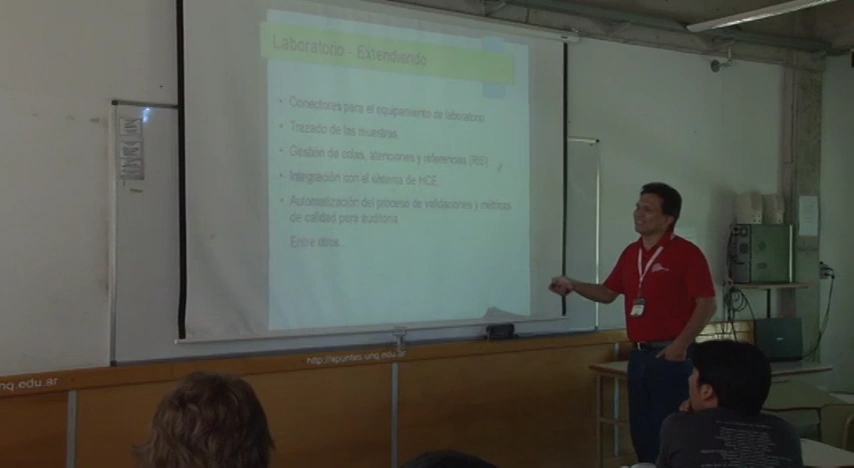 Laboratorio - Extendiendo
• Conectores para el equipamiento de laboratorio
• Trazado de las muestras
• Gestión de colas, atenciones y referencias
• Integración con el sistema de HCE
• Automatización del proceso de validaciones y métricas
de calidad para auditoria
Entre otros...
http://apuntes.unq.edu.ar
nq.edu.ar